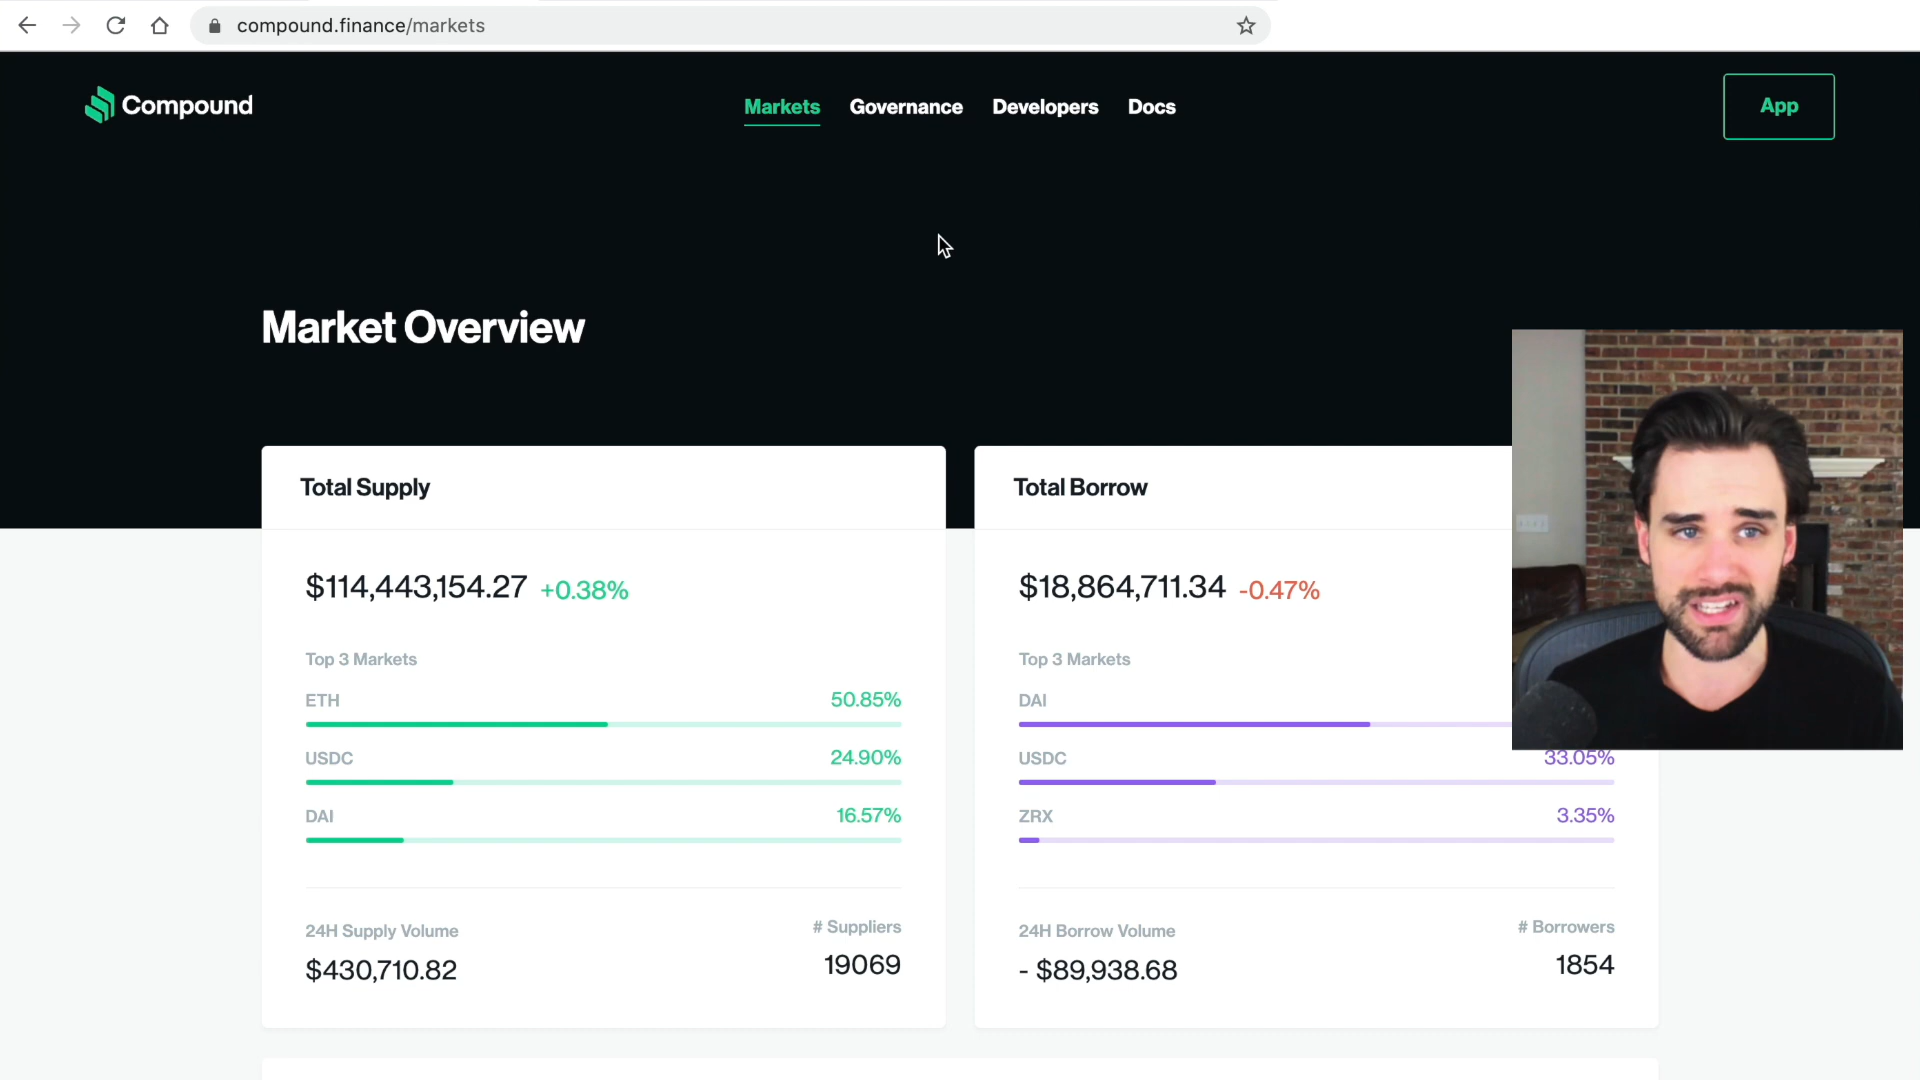 compound.finance/markets
Compound
Markets Governance Developers Docs
App
Market Overview
Total Supply
$114,443,154.27 +0.38%
Top 3 Markets
ETH 50.85%
USDC 24.90%
DAI 16.57%
24H Supply Volume # Suppliers
$430,710.82 19069
Total Borrow
$18,864,711.34 -0.47%
Top 3 Markets
DAI
USDC 33.05%
ZRX 3.35%
24H Borrow Volume # Borrowers
- $89,938.68 1854